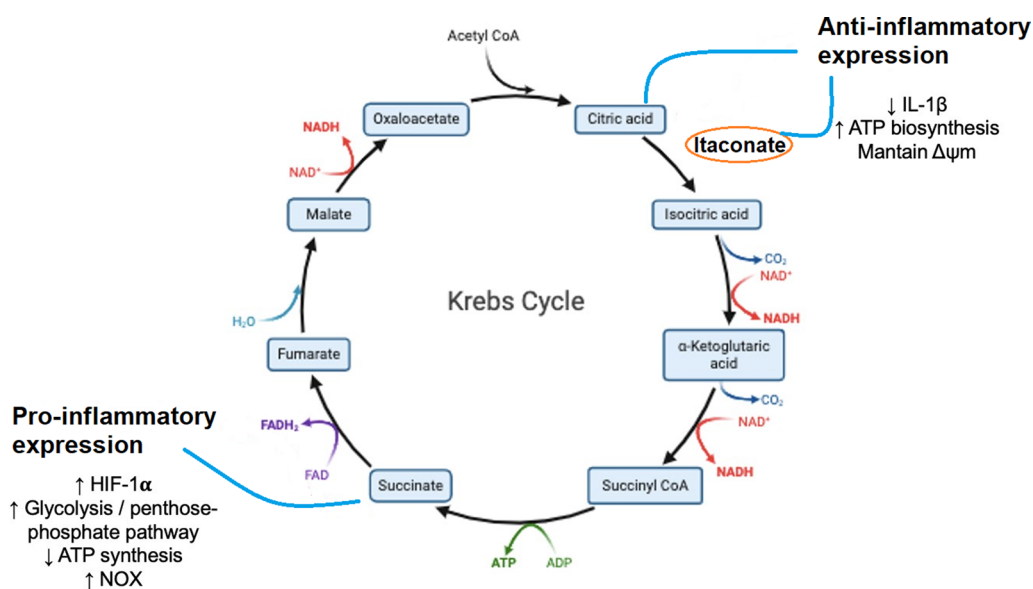 Anti-inflammatory
expression
↓ IL-1β
↑ ATP biosynthesis
Mantain Δψm
Acetyl CoA
Oxaloacetate
Citric acid
Itaconate
NADH
NAD⁺
Malate
Isocitric acid
CO₂
NAD⁺
NADH
Krebs Cycle
H₂O
Fumarate
α-Ketoglutaric
acid
CO₂
NAD⁺
NADH
Pro-inflammatory
expression
↑ HIF-1α
↑ Glycolysis / penthose-
phosphate pathway
↓ ATP synthesis
↑ NOX
FADH₂
FAD
Succinate
Succinyl CoA
ATP
ADP